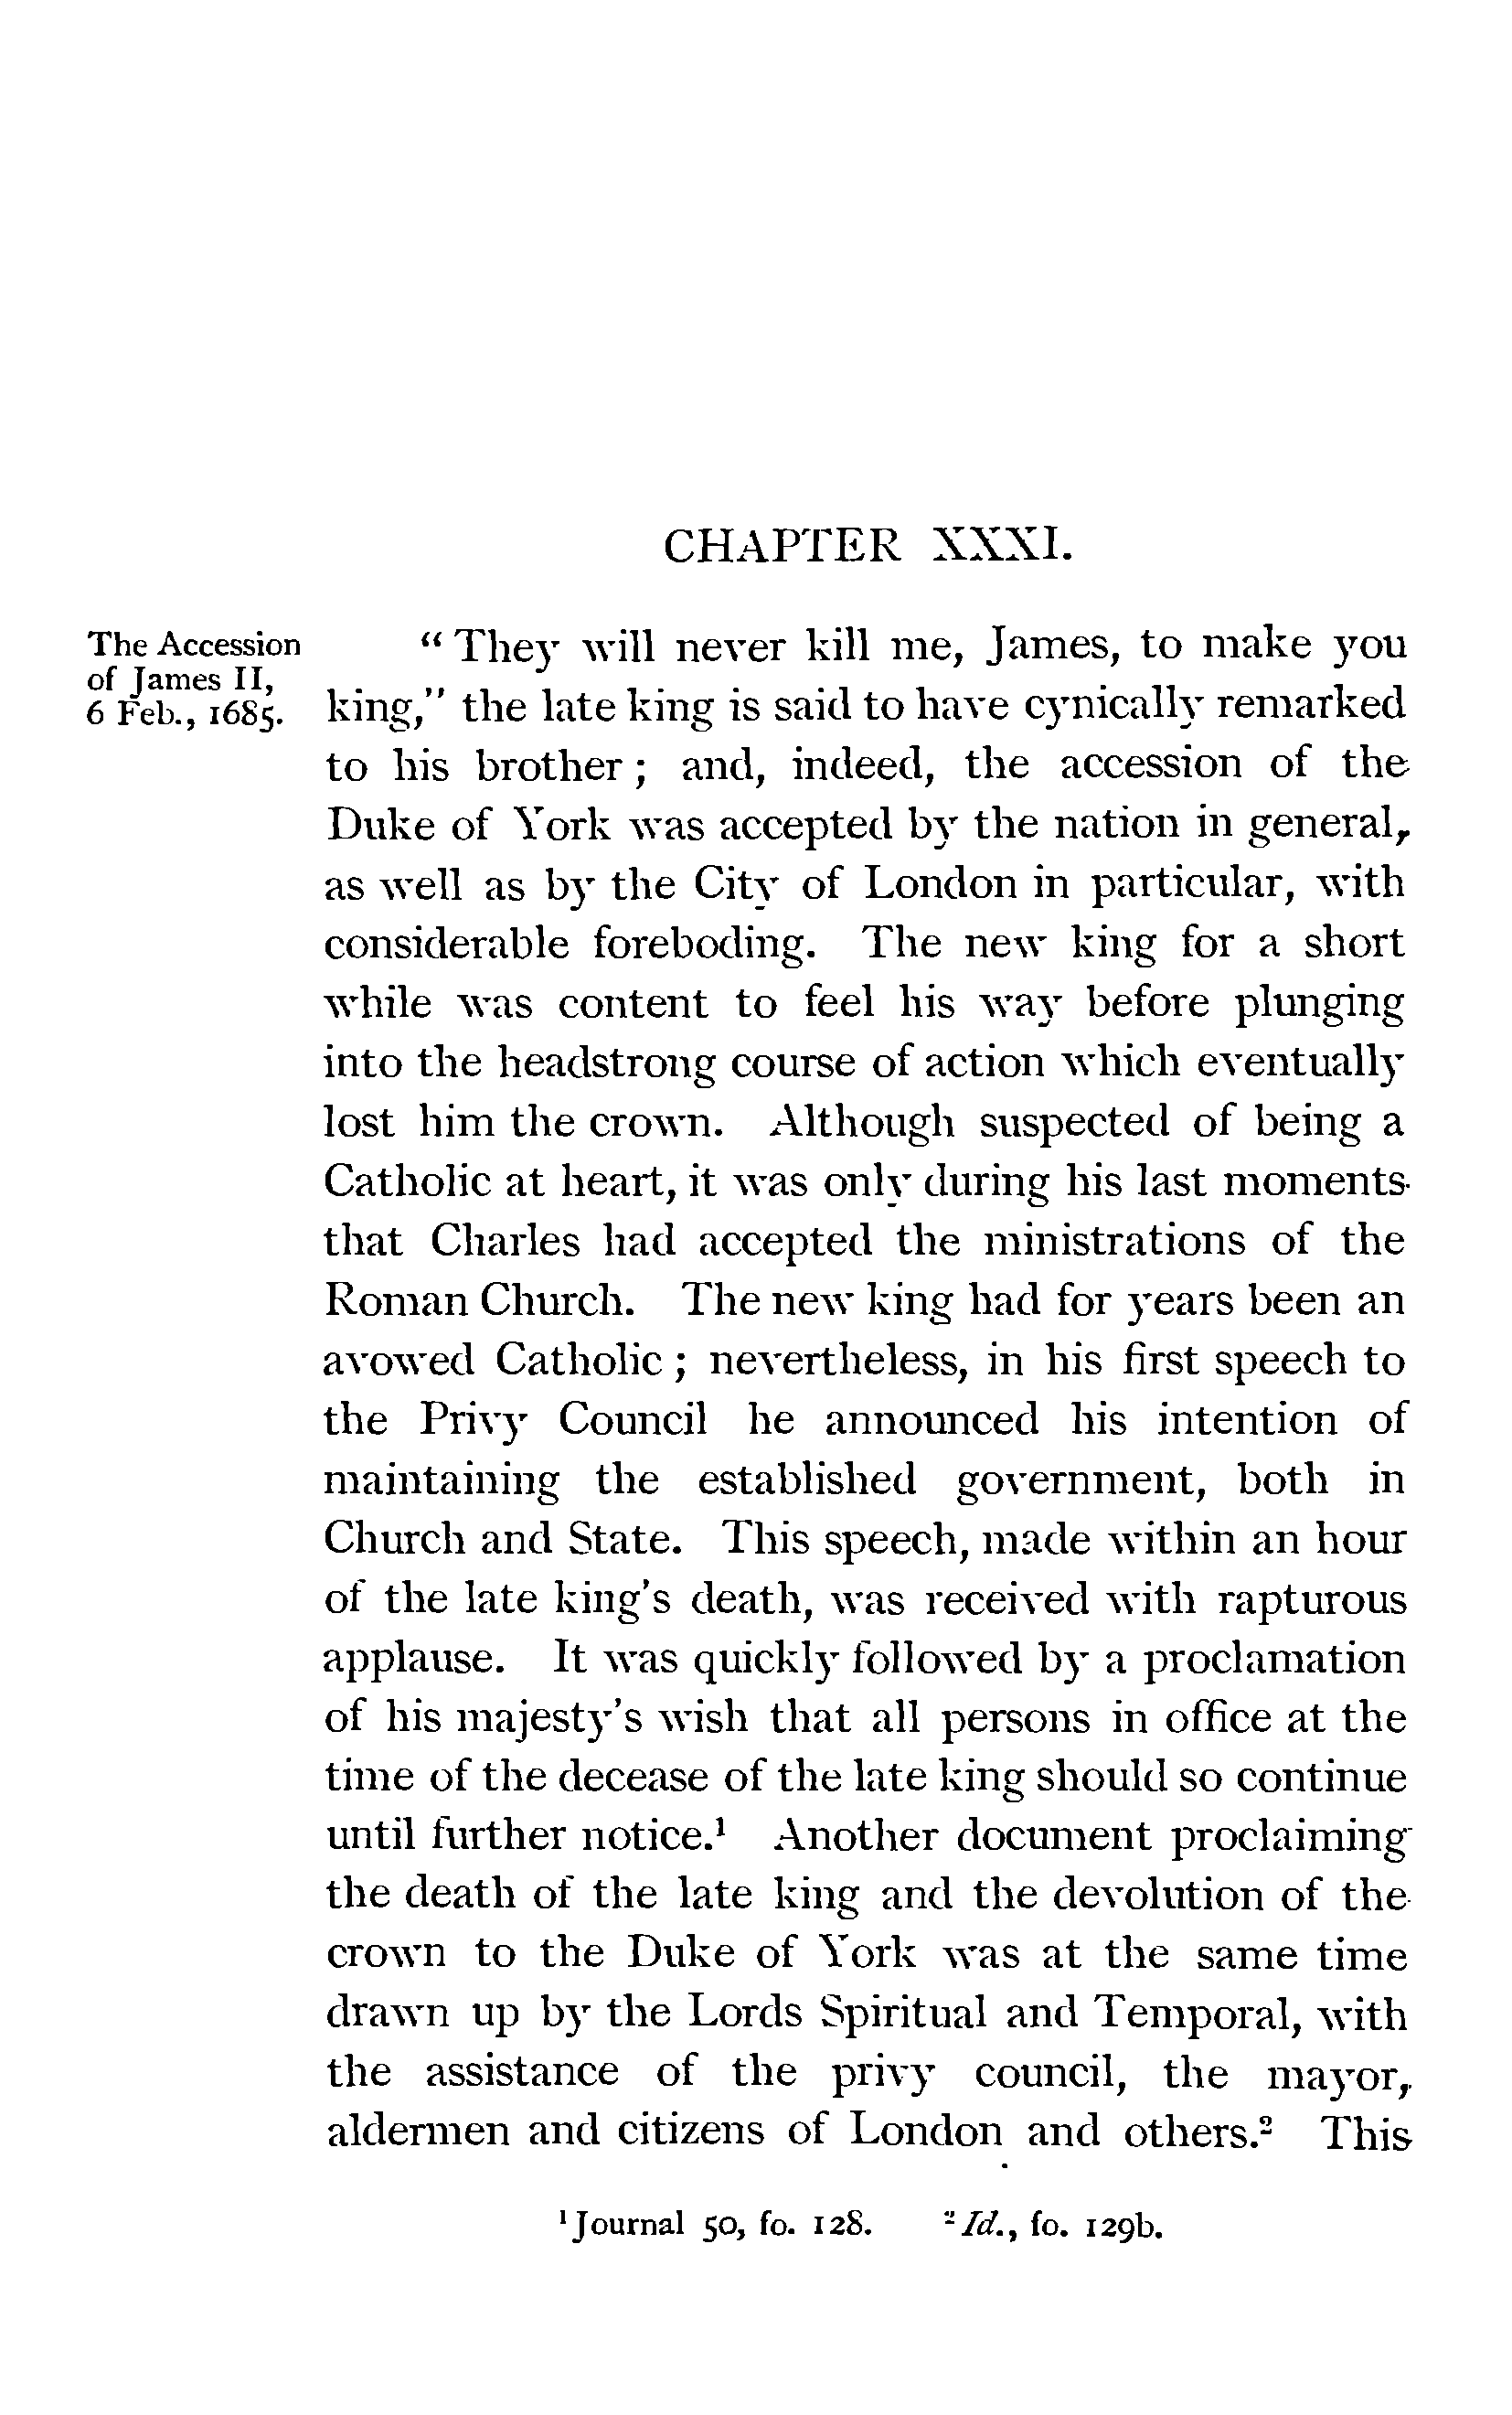 CHAPTER XXXI.
The Accession
of James II,
6 Feb., 1685.
“They will never kill me, James, to make you
king,” the late king is said to have cynically remarked
to his brother; and, indeed, the accession of the
Duke of York was accepted by the nation in general,
as well as by the City of London in particular, with
considerable foreboding. The new king for a short
while was content to feel his way before plunging
into the headstrong course of action which eventually
lost him the crown. Although suspected of being a
Catholic at heart, it was only during his last moments
that Charles had accepted the ministrations of the
Roman Church. The new king had for years been an
avowed Catholic; nevertheless, in his first speech to
the Privy Council he announced his intention of
maintaining the established government, both in
Church and State. This speech, made within an hour
of the late king's death, was received with rapturous
applause. It was quickly followed by a proclamation
of his majesty's wish that all persons in office at the
time of the decease of the late king should so continue
until further notice.¹ Another document proclaiming
the death of the late king and the devolution of the
crown to the Duke of York was at the same time
drawn up by the Lords Spiritual and Temporal, with
the assistance of the privy council, the mayor,
aldermen and citizens of London and others.² This
¹ Journal 50, fo. 128. ² Id., fo. 129b.